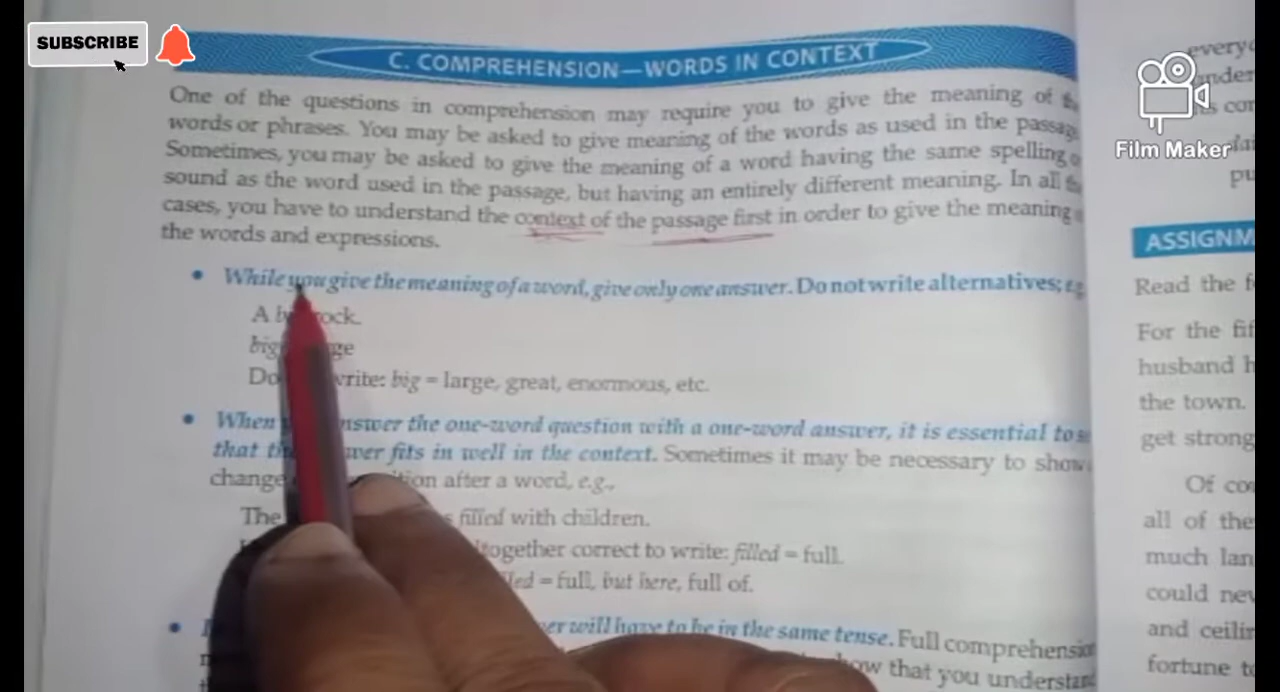 SUBSCRIBE
C. COMPREHENSION—WORDS IN CONTEXT
One of the questions in comprehension may require you to give the meaning of
words or phrases. You may be asked to give meaning of the words as used in the
Sometimes, you may be asked to give the meaning of a word having the same spelling
sound as the word used in the passage, but having an entirely different meaning. In all
cases, you have to understand the context of the passage first in order to give the meaning
the words and expressions.
• While you give the meaning of a word, give only one answer. Do not write alternatives; e.g.
A rock.
big
Do write: big = large, great, enormous, etc.
• When answer the one-word question with a one-word answer, it is essential to
that fits in well in the context. Sometimes it may be necessary to show
change after a word, e.g.,
The filled with children.
correct to write: filled = full.
= full, but here, full of.
• will have to be in the same tense. Full comprehension
that you understand
Film Maker
ASSIGNM
Read the f
For the fif
husband h
the town.
get strong
Of co
all of the
much lan
could nev
and ceilin
fortune to